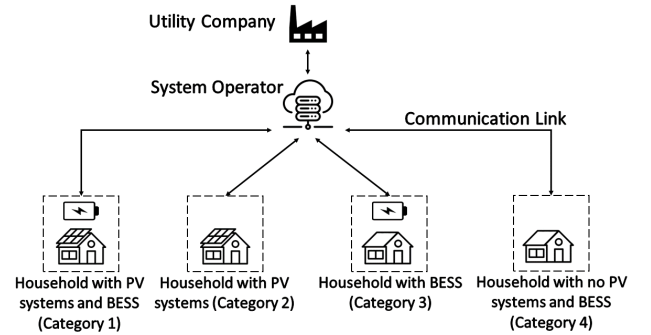 Utility Company
System Operator
Communication Link
Household with PV
systems and BESS
(Category 1)
Household with PV
systems (Category 2)
Household with BESS
(Category 3)
Household with no PV
systems and BESS
(Category 4)